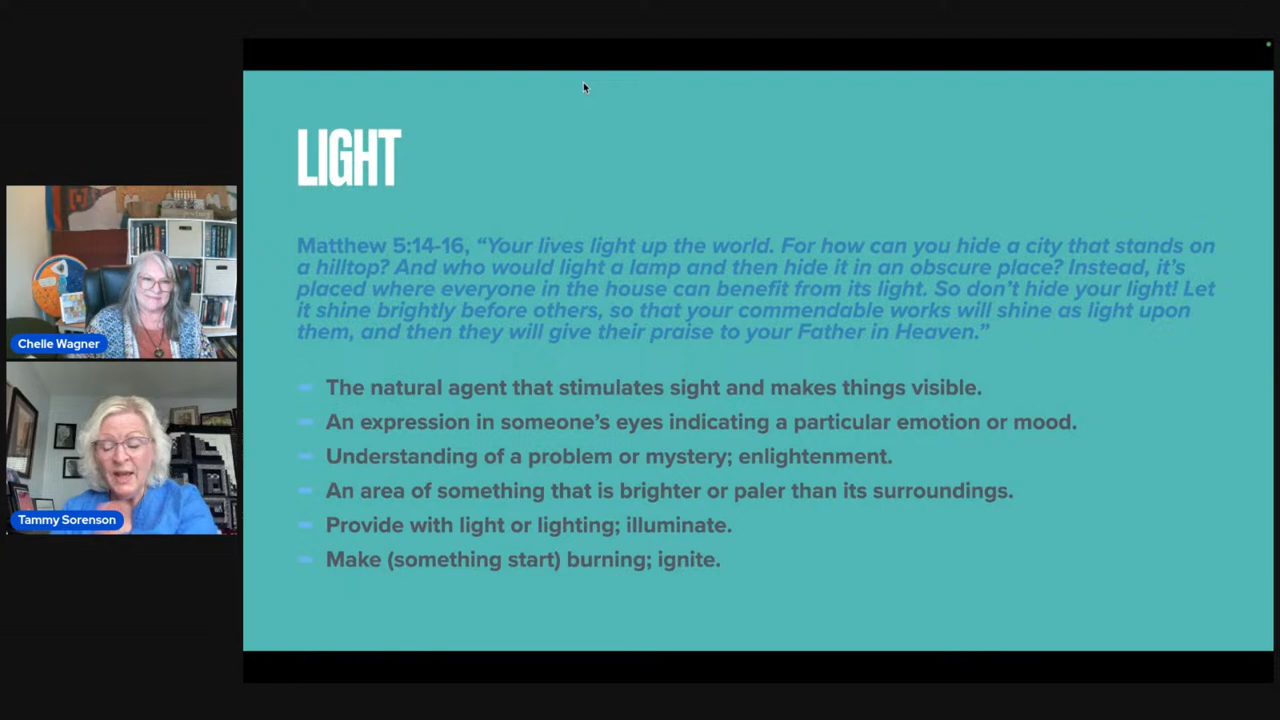 LIGHT
Matthew 5:14-16, “Your lives light up the world. For how can you hide a city that stands on
a hilltop? And who would light a lamp and then hide it in an obscure place? Instead, it’s
placed where everyone in the house can benefit from its light. So don’t hide your light! Let
it shine brightly before others, so that your commendable works will shine as light upon
them, and then they will give their praise to your Father in Heaven.”
The natural agent that stimulates sight and makes things visible.
An expression in someone’s eyes indicating a particular emotion or mood.
Understanding of a problem or mystery; enlightenment.
An area of something that is brighter or paler than its surroundings.
Provide with light or lighting; illuminate.
Make (something start) burning; ignite.
Chelle Wagner
Tammy Sorenson